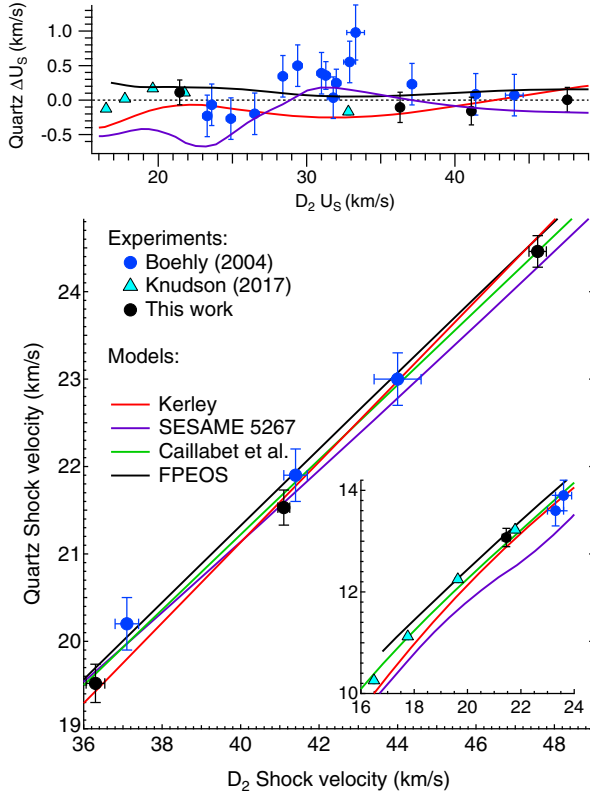 Quartz ΔU_S (km/s)
1.0
0.5
0.0
-0.5
20
30
40
D₂ U_S (km/s)
Experiments:
Boehly (2004)
Knudson (2017)
This work
Models:
Kerley
SESAME 5267
Caillabet et al.
FPEOS
Quartz Shock velocity (km/s)
24
23
22
21
20
19
36
38
40
42
44
46
48
D₂ Shock velocity (km/s)
14
12
10
16
18
20
22
24